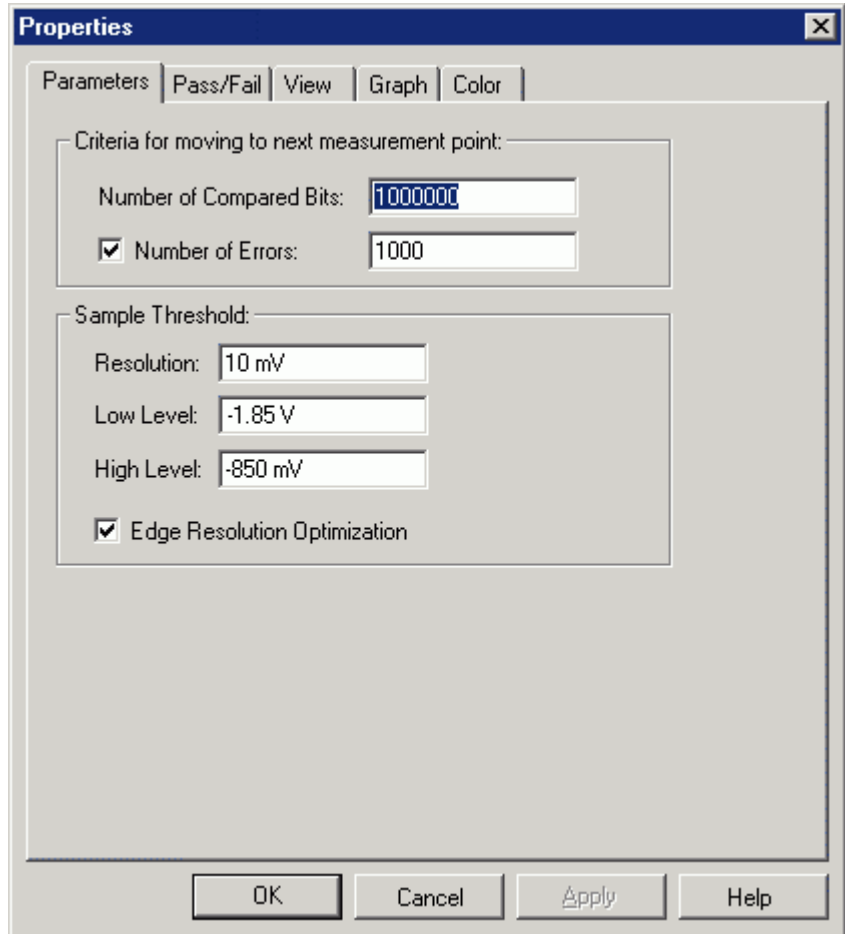 Properties
Parameters Pass/Fail View Graph Color
Criteria for moving to next measurement point:
Number of Compared Bits: 1000000
Number of Errors: 1000
Sample Threshold:
Resolution: 10 mV
Low Level: -1.85 V
High Level: -850 mV
Edge Resolution Optimization
OK Cancel Apply Help